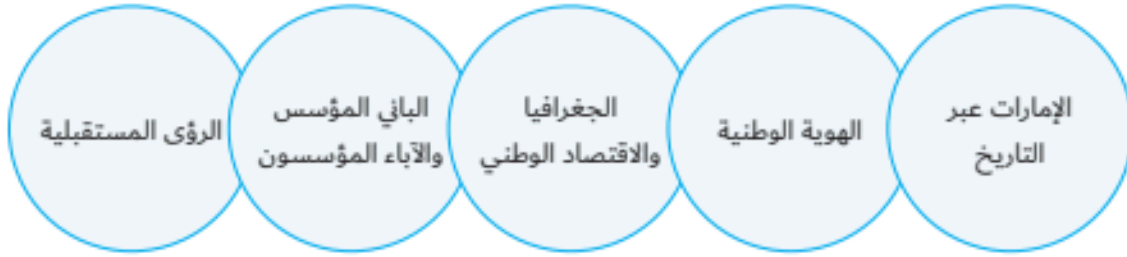 الإمارات عبر
التاريخ
الهوية الوطنية
الجغرافيا
والاقتصاد الوطني
الباني المؤسس
والآباء المؤسسون
الرؤى المستقبلية